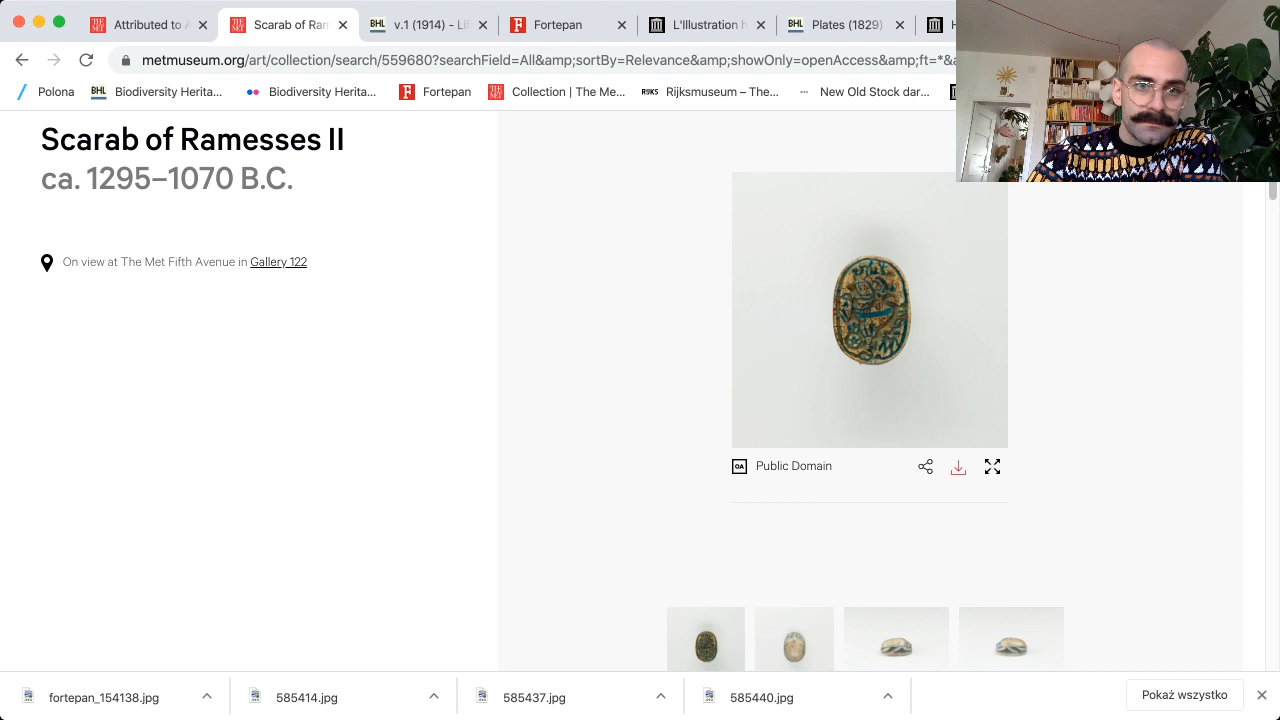 Attributed to A
Scarab of Ram
v.1 (1914) - Li
Fortepan
L'Illustration h
Plates (1829)
metmuseum.org/art/collection/search/559680?searchField=All&amp;sortBy=Relevance&amp;showOnly=openAccess&amp;ft=*&a
Polona
Biodiversity Herita...
Biodiversity Herita...
Fortepan
Collection | The Me...
Rijksmuseum – The...
New Old Stock dar...
Scarab of Ramesses II
ca. 1295–1070 B.C.
On view at The Met Fifth Avenue in Gallery 122
OA Public Domain
fortepan_154138.jpg
585414.jpg
585437.jpg
585440.jpg
Pokaż wszystko